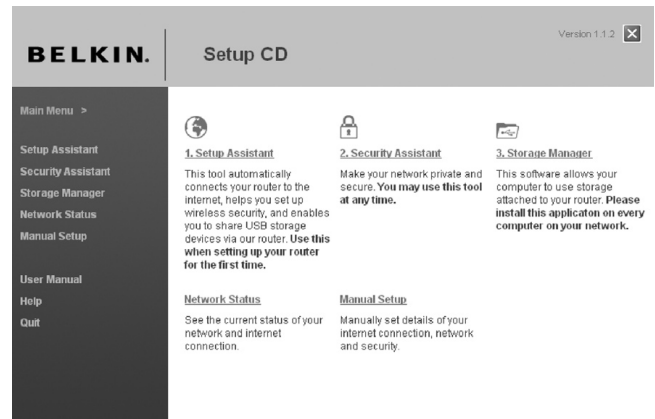 Version 1.1.2
BELKIN.
Setup CD
Main Menu >
Setup Assistant
Security Assistant
Storage Manager
Network Status
Manual Setup
User Manual
Help
Quit
1. Setup Assistant
This tool automatically
connects your router to the
internet, helps you set up
wireless security, and enables
you to share USB storage
devices via our router. Use this
when setting up your router
for the first time.
2. Security Assistant
Make your network private and
secure. You may use this tool
at any time.
3. Storage Manager
This software allows your
computer to use storage
attached to your router. Please
install this applicaton on every
computer on your network.
Network Status
See the current status of your
network and internet
connection.
Manual Setup
Manually set details of your
internet connection, network
and security.